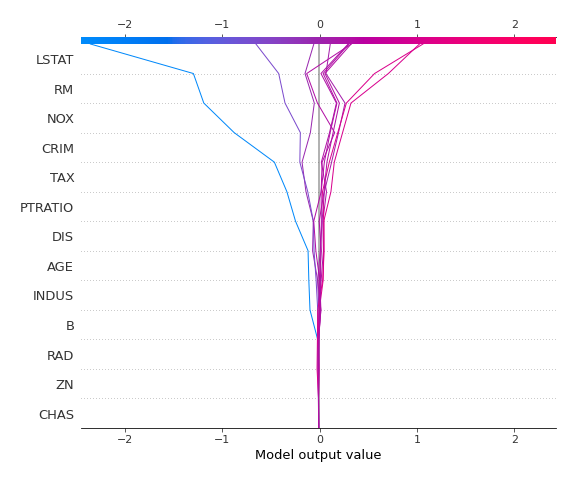 −2 −1 0 1 2
LSTAT
RM
NOX
CRIM
TAX
PTRATIO
DIS
AGE
INDUS
B
RAD
ZN
CHAS
−2 −1 0 1 2
Model output value